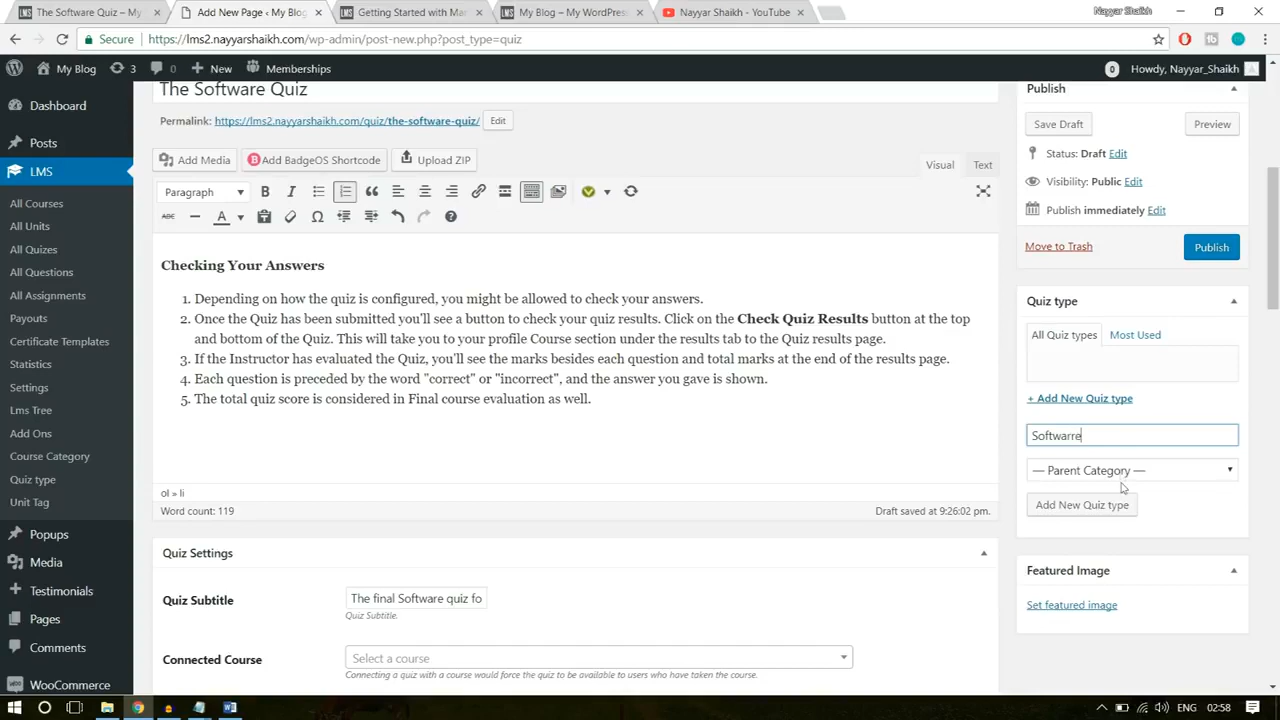 The Software Quiz – My
Add New Page ‹ My Blog
Getting Started with Mar
My Blog – My WordPress
Nayyar Shaikh - YouTube
Nayyar Shaikh
Secure
https://lms2.nayyarshaikh.com/wp-admin/post-new.php?post_type=quiz
My Blog
3
0
New
Memberships
0
Howdy, Nayyar_Shaikh
Dashboard
Posts
LMS
All Courses
All Units
All Quizes
All Questions
All Assignments
Payouts
Certificate Templates
Statistics
Settings
Lms Tree
Add Ons
Course Category
Quiz type
Unit Tag
Popups
Media
Testimonials
Pages
Comments
WooCommerce
The Software Quiz
Permalink: https://lms2.nayyarshaikh.com/quiz/the-software-quiz/ Edit
Add Media
Add BadgeOS Shortcode
Upload ZIP
Visual
Text
Paragraph
Checking Your Answers
1. Depending on how the quiz is configured, you might be allowed to check your answers.
2. Once the Quiz has been submitted you'll see a button to check your quiz results. Click on the Check Quiz Results button at the top
and bottom of the Quiz. This will take you to your profile Course section under the results tab to the Quiz results page.
3. If the Instructor has evaluated the Quiz, you'll see the marks besides each question and total marks at the end of the results page.
4. Each question is preceded by the word "correct" or "incorrect", and the answer you gave is shown.
5. The total quiz score is considered in Final course evaluation as well.
ol » li
Word count: 119
Draft saved at 9:26:02 pm.
Quiz Settings
Quiz Subtitle
The final Software quiz fo
Quiz Subtitle.
Connected Course
Select a course
Connecting a quiz with a course would force the quiz to be available to users who have taken the course.
Publish
Save Draft
Preview
Status: Draft Edit
Visibility: Public Edit
Publish immediately Edit
Move to Trash
Publish
Quiz type
All Quiz types
Most Used
+ Add New Quiz type
Softwarre
— Parent Category —
Add New Quiz type
Featured Image
Set featured image
ENG
02:58